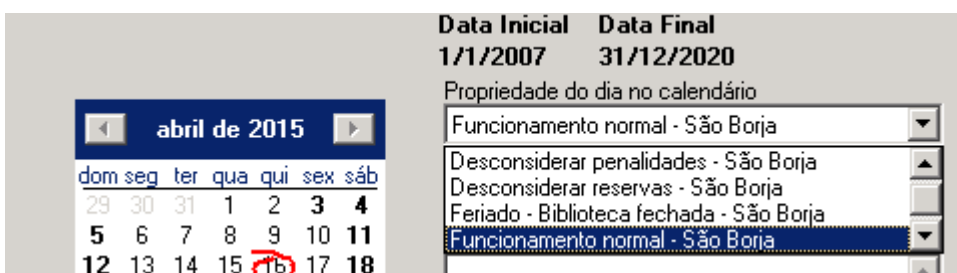 Data Inicial Data Final
1/1/2007 31/12/2020
Propriedade do dia no calendário
Funcionamento normal - São Borja
Desconsiderar penalidades - São Borja
Desconsiderar reservas - São Borja
Feriado - Biblioteca fechada - São Borja
Funcionamento normal - São Borja
abril de 2015
dom seg ter qua qui sex sáb
29 30 31 1 2 3 4
5 6 7 8 9 10 11
12 13 14 15 16 17 18